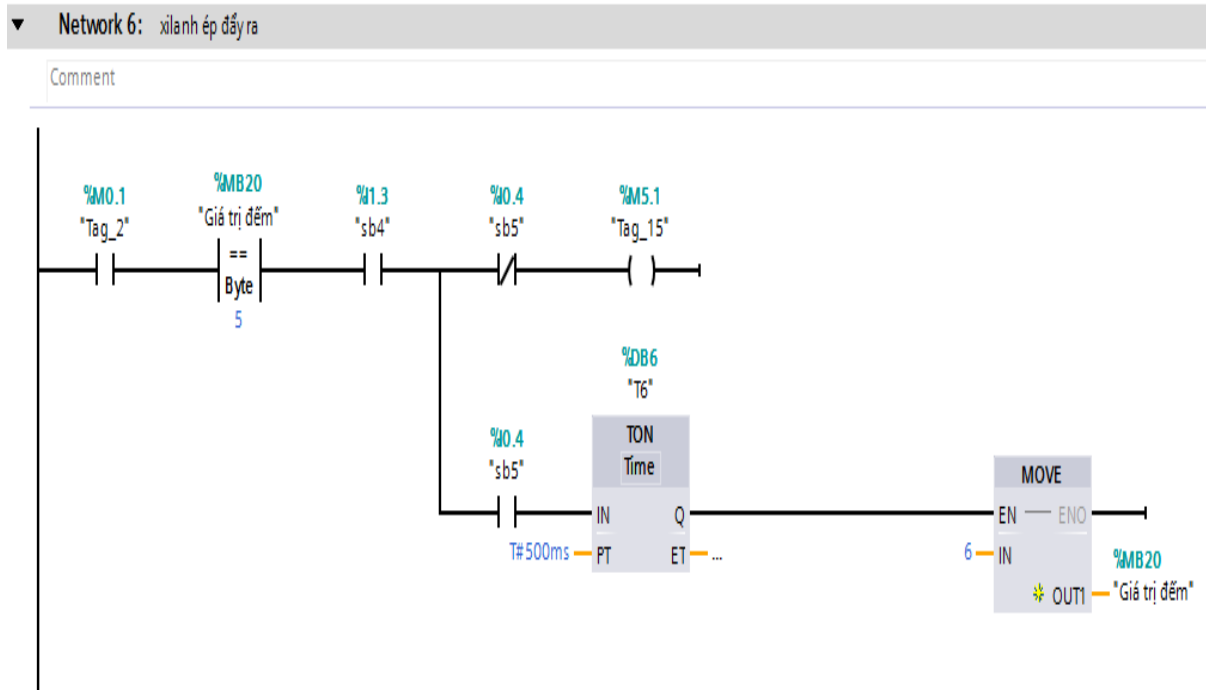 Network 6: xilanh ép đẩy ra
Comment
%M0.1
"Tag_2"
%MB20
"Giá trị đếm"
==
Byte
5
%I1.3
"sb4"
%I0.4
"sb5"
%M5.1
"Tag_15"
%DB6
"T6"
TON
Time
%I0.4
"sb5"
IN
Q
T#500ms
PT
ET
...
MOVE
EN
ENO
6
IN
OUT1
%MB20
"Giá trị đếm"